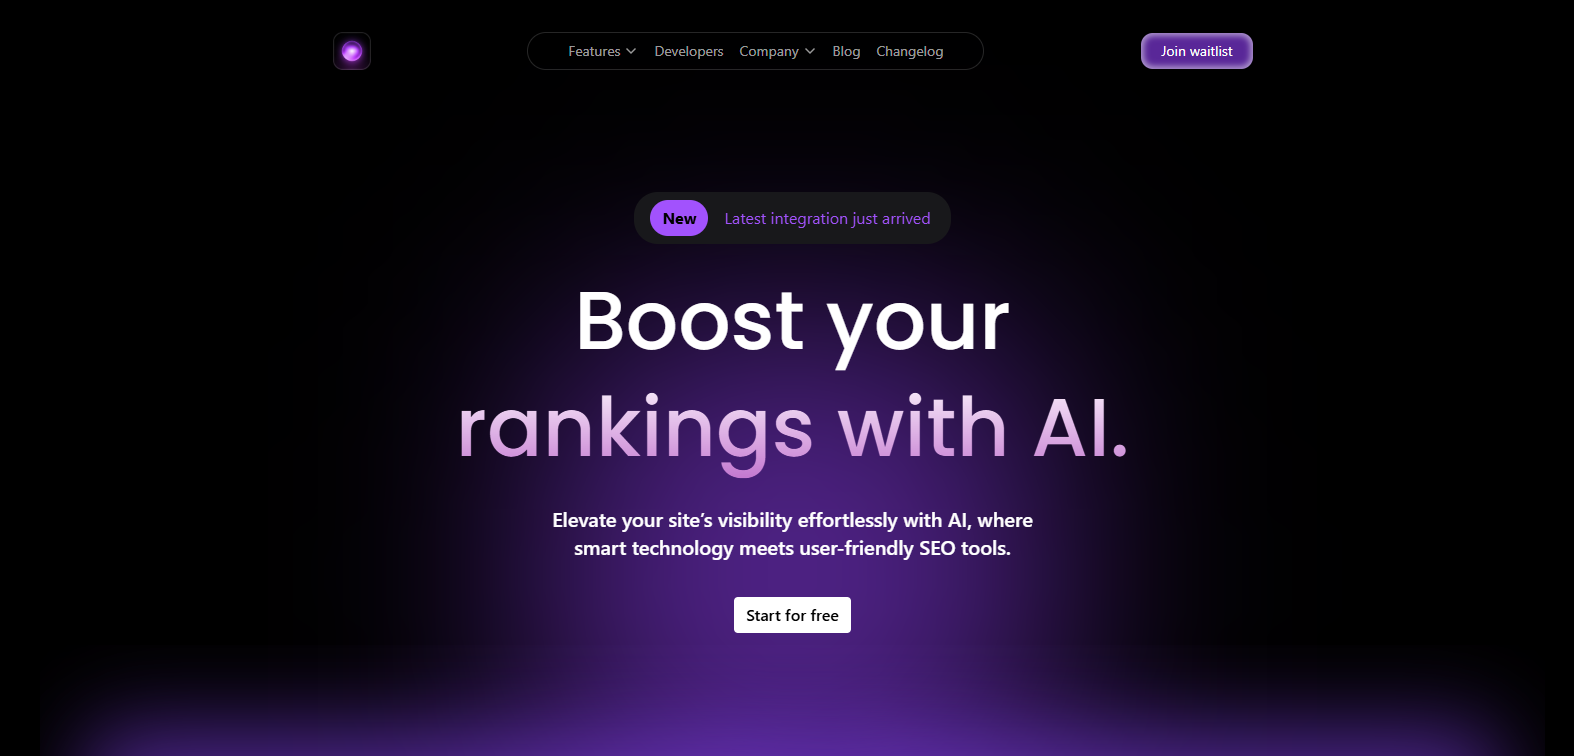 Features Developers Company Blog Changelog
Join waitlist
New Latest integration just arrived
Boost your
rankings with AI.
Elevate your site’s visibility effortlessly with AI, where
smart technology meets user-friendly SEO tools.
Start for free